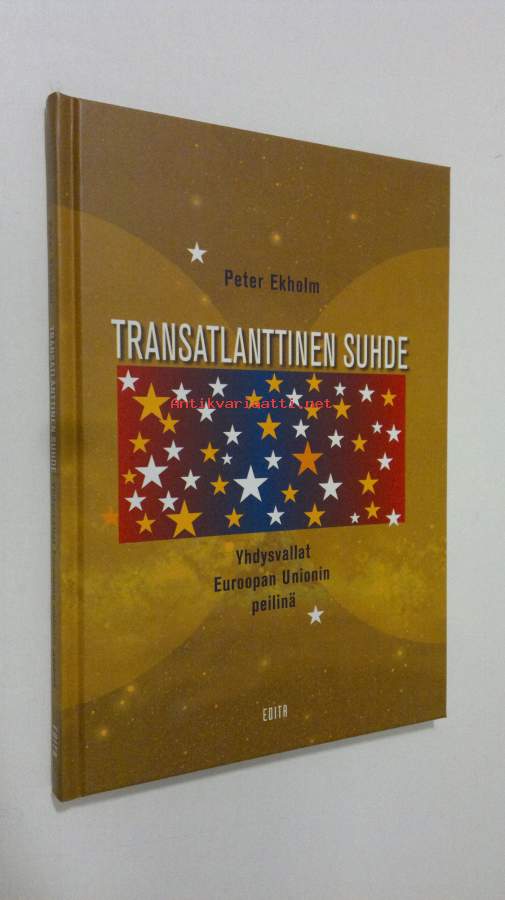 Peter Ekholm
TRANSATLANTTINEN SUHDE
Antikvariaatti.net
Yhdysvallat
Euroopan Unionin
peilinä
EDITA
TRANSATLANTTINEN SUHDE
EDITA